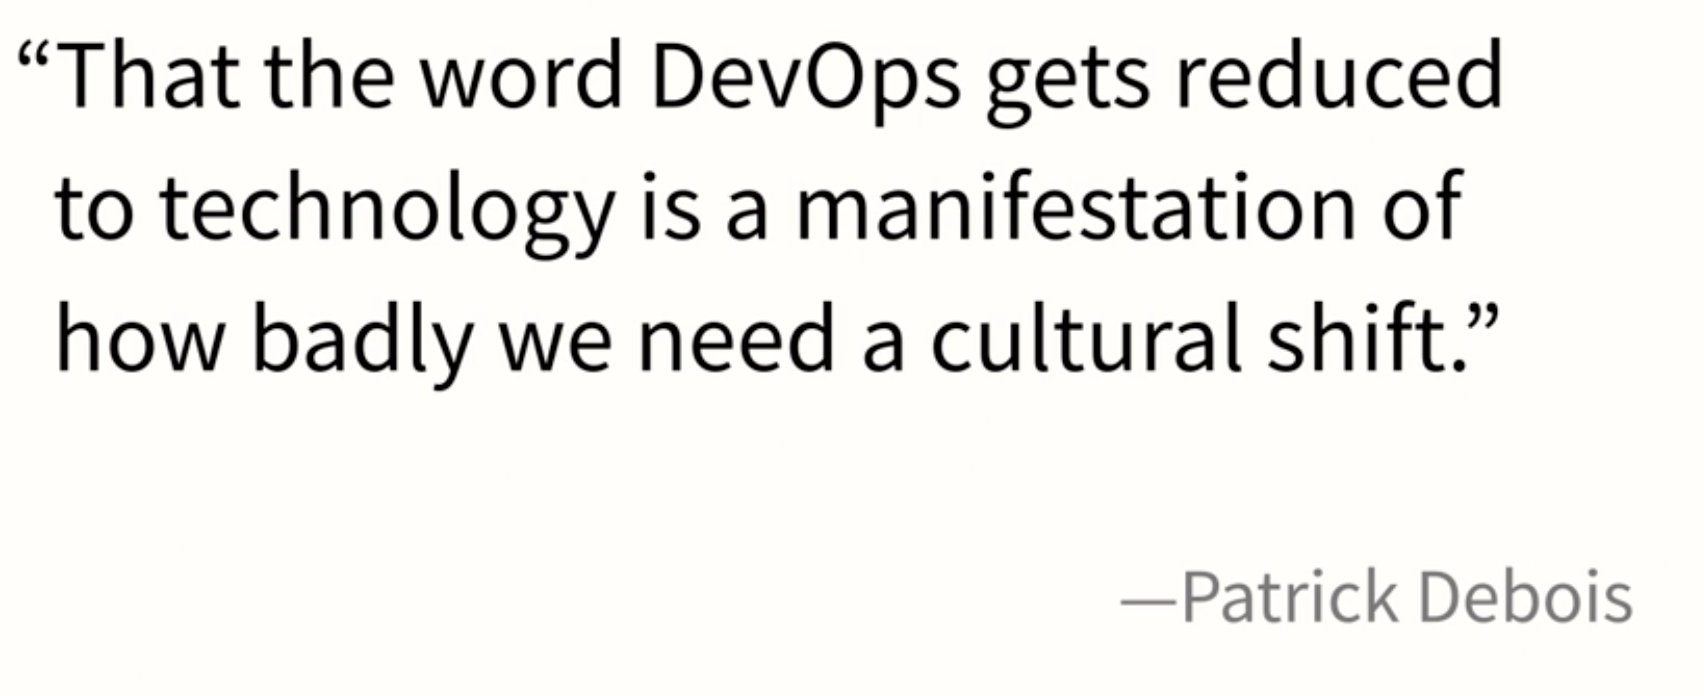 “That the word DevOps gets reduced
to technology is a manifestation of
how badly we need a cultural shift.”
—Patrick Debois